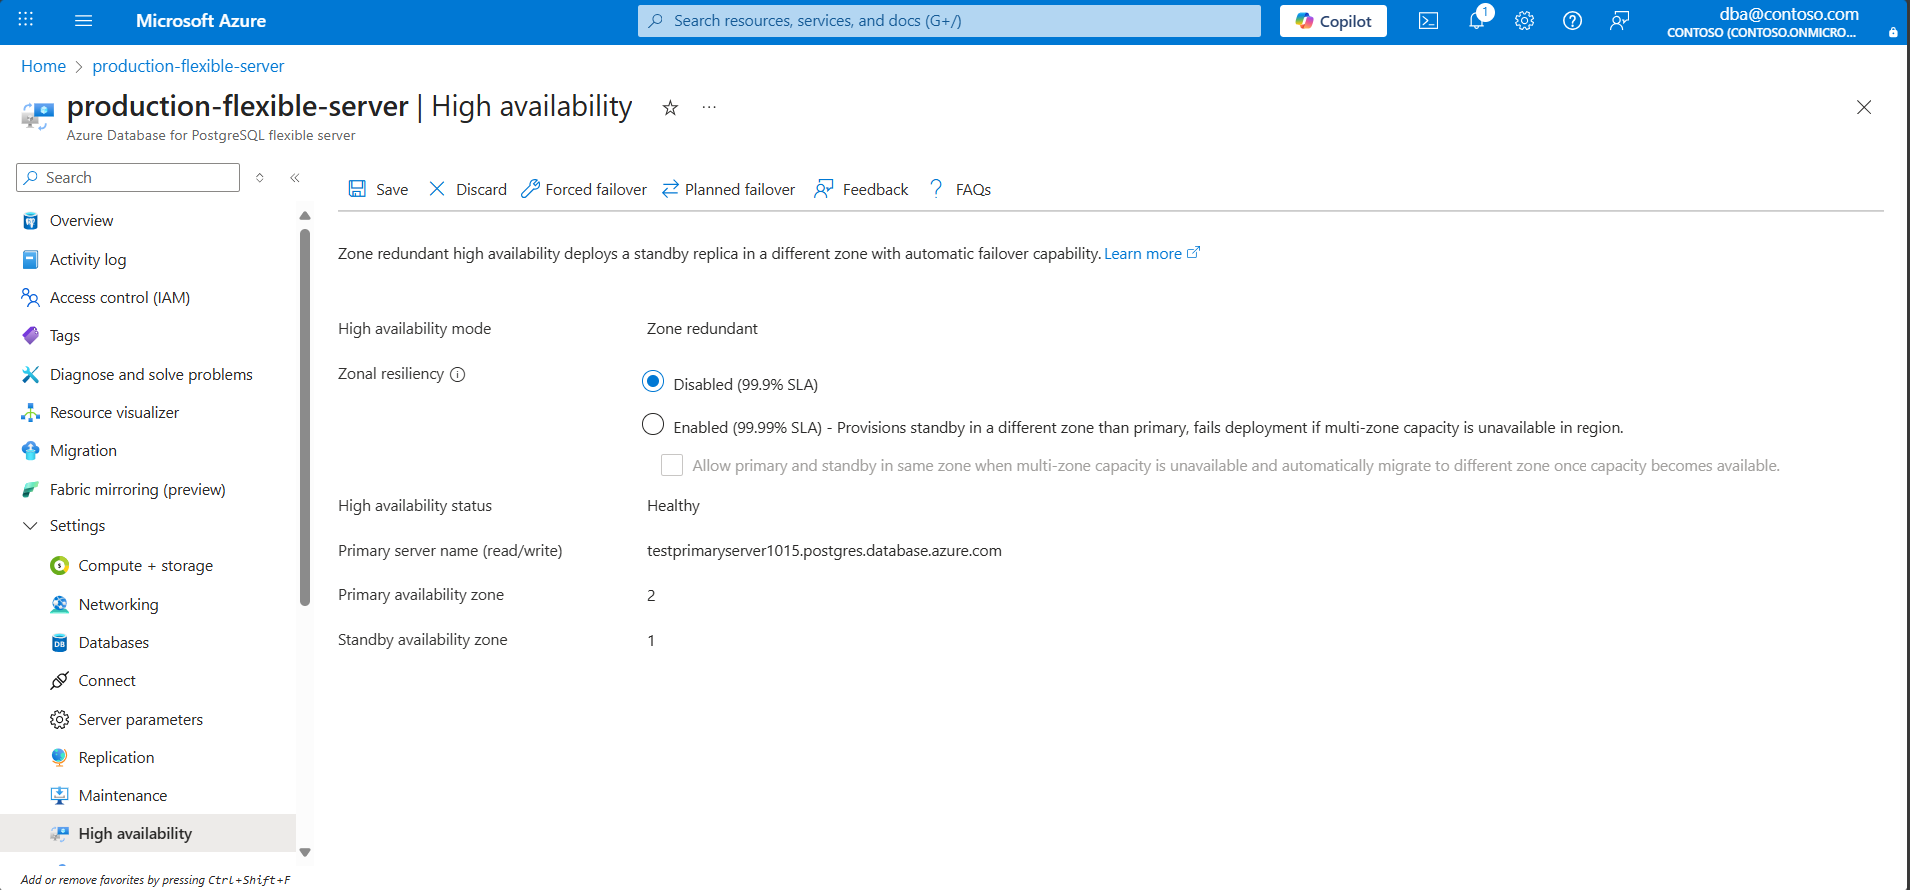 Microsoft Azure
Search resources, services, and docs (G+/)
Copilot
1
dba@contoso.com
CONTOSO (CONTOSO.ONMICRO...
Home > production-flexible-server
production-flexible-server | High availability
Azure Database for PostgreSQL flexible server
Search
Save
Discard
Forced failover
Planned failover
Feedback
FAQs
Overview
Activity log
Access control (IAM)
Tags
Diagnose and solve problems
Resource visualizer
Migration
Fabric mirroring (preview)
Settings
Compute + storage
Networking
Databases
Connect
Server parameters
Replication
Maintenance
High availability
Add or remove favorites by pressing Ctrl+Shift+F
Zone redundant high availability deploys a standby replica in a different zone with automatic failover capability. Learn more
High availability mode Zone redundant
Zonal resiliency
Disabled (99.9% SLA)
Enabled (99.99% SLA) - Provisions standby in a different zone than primary, fails deployment if multi-zone capacity is unavailable in region.
Allow primary and standby in same zone when multi-zone capacity is unavailable and automatically migrate to different zone once capacity becomes available.
High availability status Healthy
Primary server name (read/write) testprimaryserver1015.postgres.database.azure.com
Primary availability zone 2
Standby availability zone 1